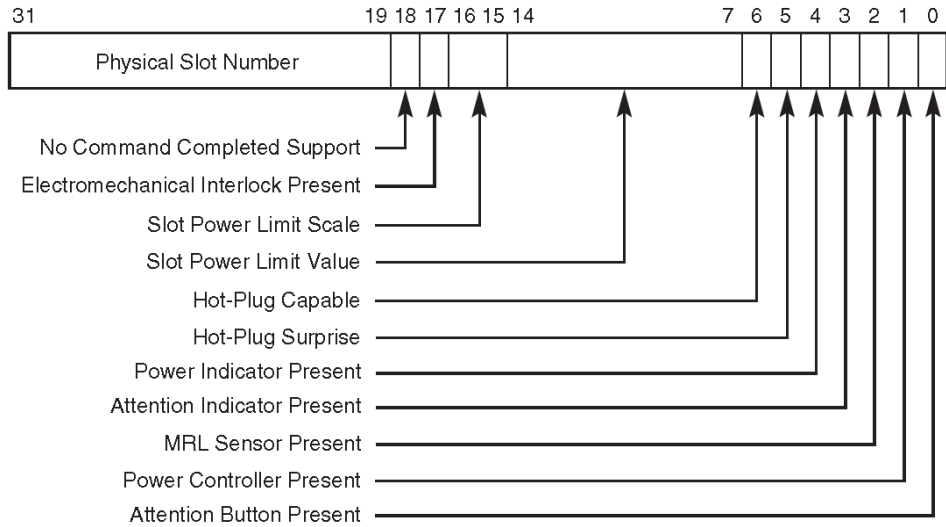 31 19 18 17 16 15 14 7 6 5 4 3 2 1 0
Physical Slot Number
No Command Completed Support
Electromechanical Interlock Present
Slot Power Limit Scale
Slot Power Limit Value
Hot-Plug Capable
Hot-Plug Surprise
Power Indicator Present
Attention Indicator Present
MRL Sensor Present
Power Controller Present
Attention Button Present